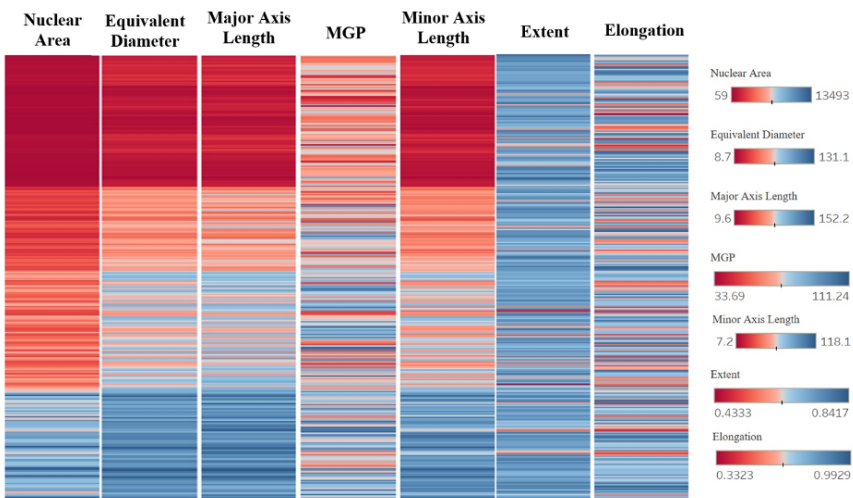 Nuclear
Area
Equivalent
Diameter
Major Axis
Length
MGP
Minor Axis
Length
Extent
Elongation
Nuclear Area
59 13493
Equivalent Diameter
8.7 131.1
Major Axis Length
9.6 152.2
MGP
33.69 111.24
Minor Axis Length
7.2 118.1
Extent
0.4333 0.8417
Elongation
0.3323 0.9929